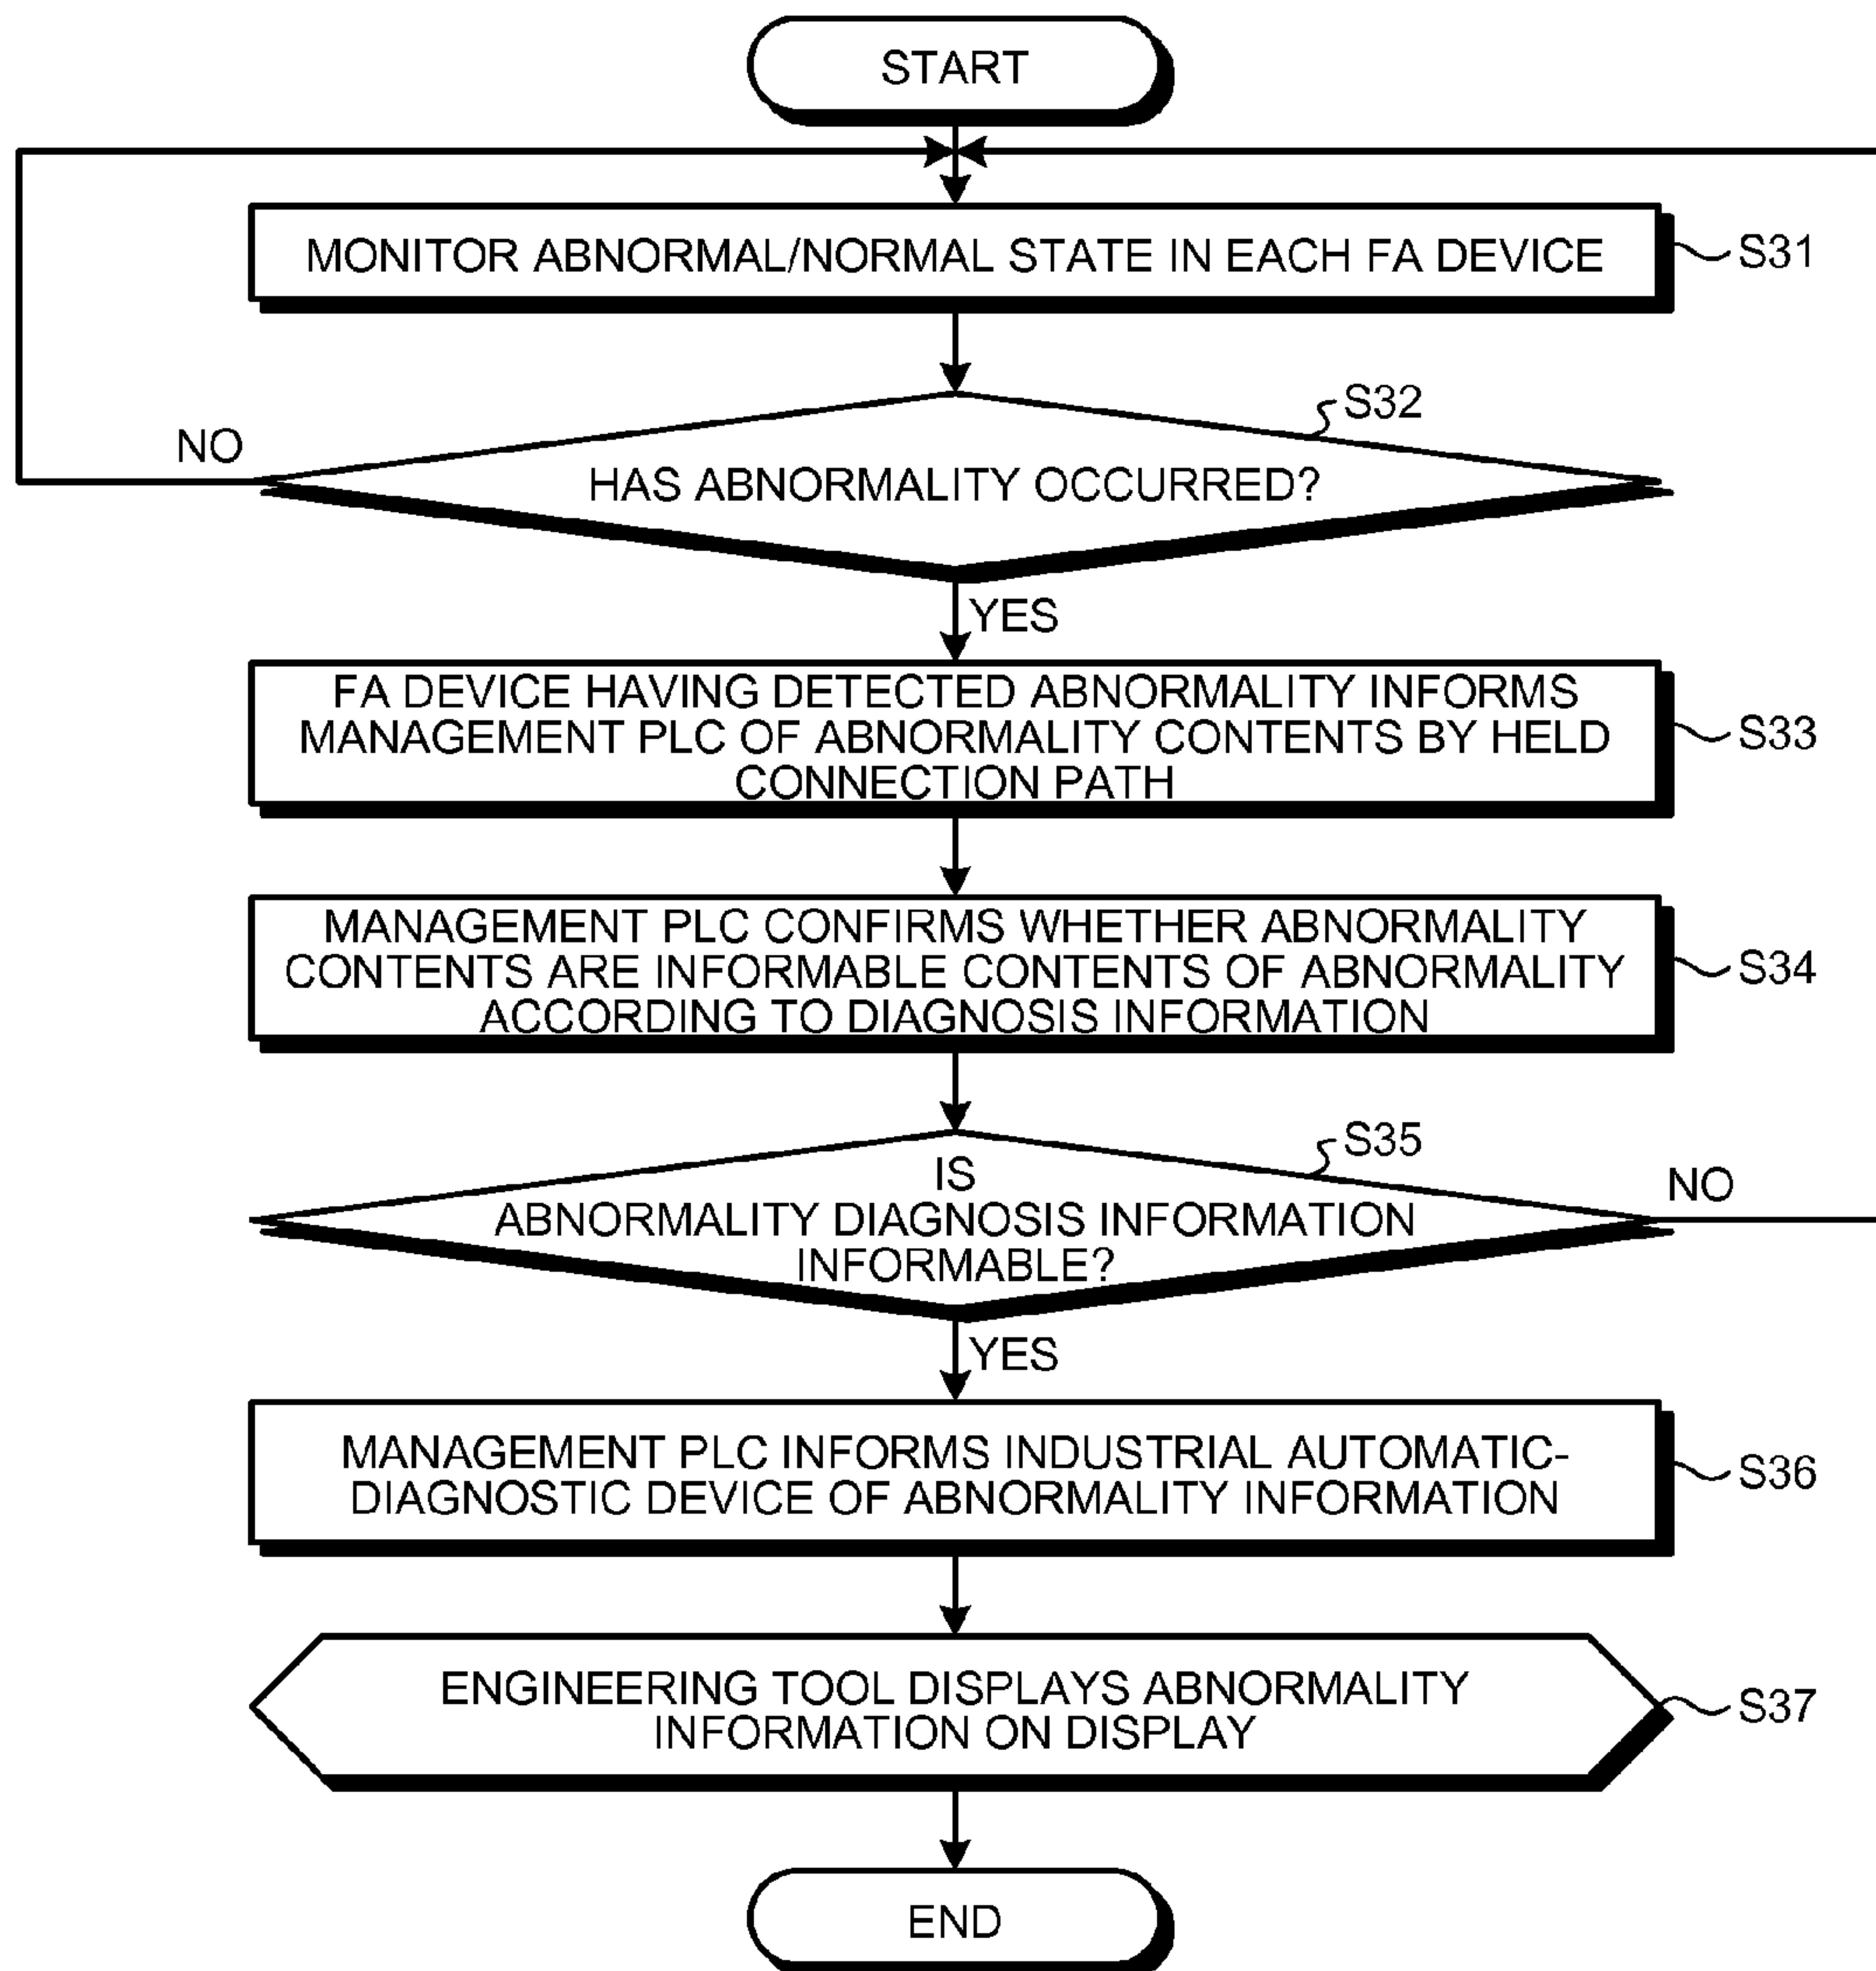 START
MONITOR ABNORMAL/NORMAL STATE IN EACH FA DEVICE
S31
S32
NO
HAS ABNORMALITY OCCURRED?
YES
FA DEVICE HAVING DETECTED ABNORMALITY INFORMS
MANAGEMENT PLC OF ABNORMALITY CONTENTS BY HELD
CONNECTION PATH
S33
MANAGEMENT PLC CONFIRMS WHETHER ABNORMALITY
CONTENTS ARE INFORMABLE CONTENTS OF ABNORMALITY
ACCORDING TO DIAGNOSIS INFORMATION
S34
S35
IS
ABNORMALITY DIAGNOSIS INFORMATION
INFORMABLE?
NO
YES
MANAGEMENT PLC INFORMS INDUSTRIAL AUTOMATIC-
DIAGNOSTIC DEVICE OF ABNORMALITY INFORMATION
S36
ENGINEERING TOOL DISPLAYS ABNORMALITY
INFORMATION ON DISPLAY
S37
END